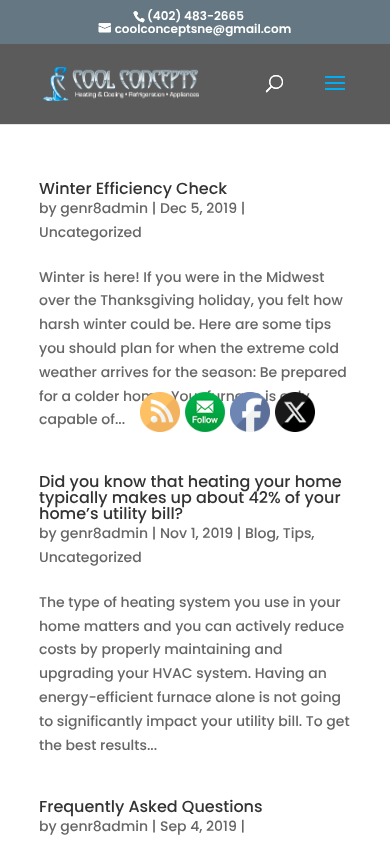 (402) 483-2665
coolconceptsne@gmail.com
COOL CONCEPTS
Heating & Cooling • Refrigeration • Appliances
Winter Efficiency Check
by genr8admin | Dec 5, 2019 |
Uncategorized
Winter is here! If you were in the Midwest
over the Thanksgiving holiday, you felt how
harsh winter could be. Here are some tips
you should plan for when the extreme cold
weather arrives for the season: Be prepared
for a colder home. Your furnace is only
capable of...
Follow
Did you know that heating your home
typically makes up about 42% of your
home’s utility bill?
by genr8admin | Nov 1, 2019 | Blog, Tips,
Uncategorized
The type of heating system you use in your
home matters and you can actively reduce
costs by properly maintaining and
upgrading your HVAC system. Having an
energy-efficient furnace alone is not going
to significantly impact your utility bill. To get
the best results...
Frequently Asked Questions
by genr8admin | Sep 4, 2019 |